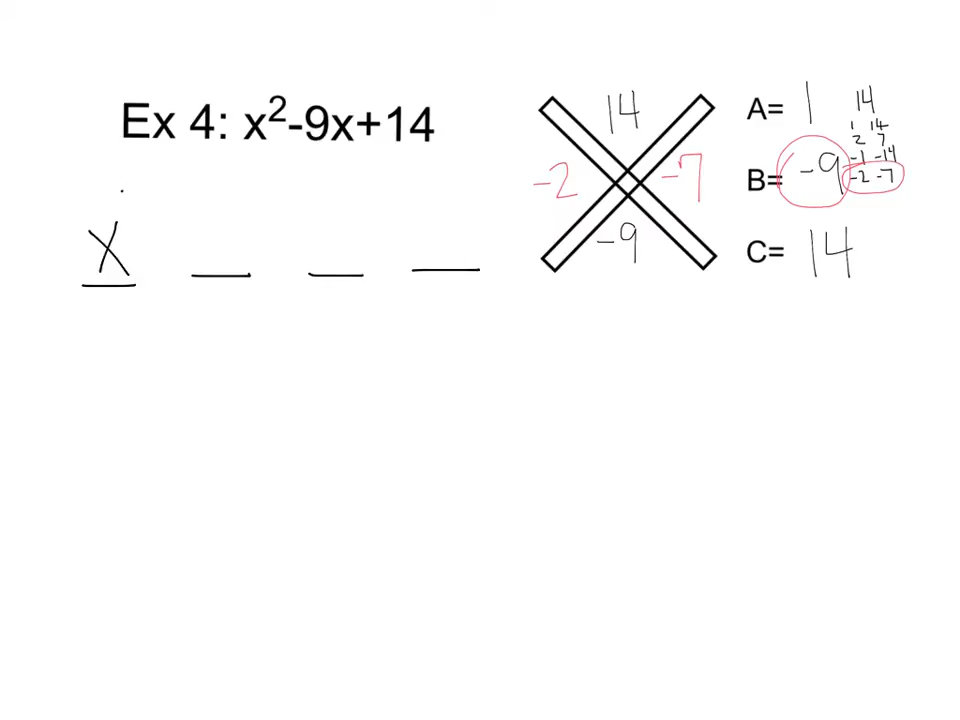 Ex 4: x²-9x+14
X
14
-2 -7
-9
A= 1
B= -9
C= 14
14
1 14
2 7
-1 -14
-2 -7